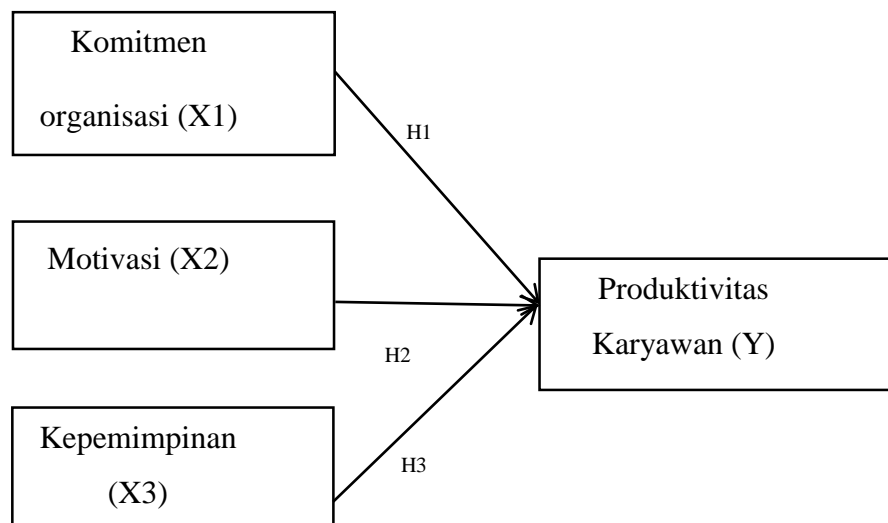 Komitmen
organisasi (X1)
H1
Motivasi (X2)
Produktivitas
Karyawan (Y)
H2
Kepemimpinan
(X3)
H3